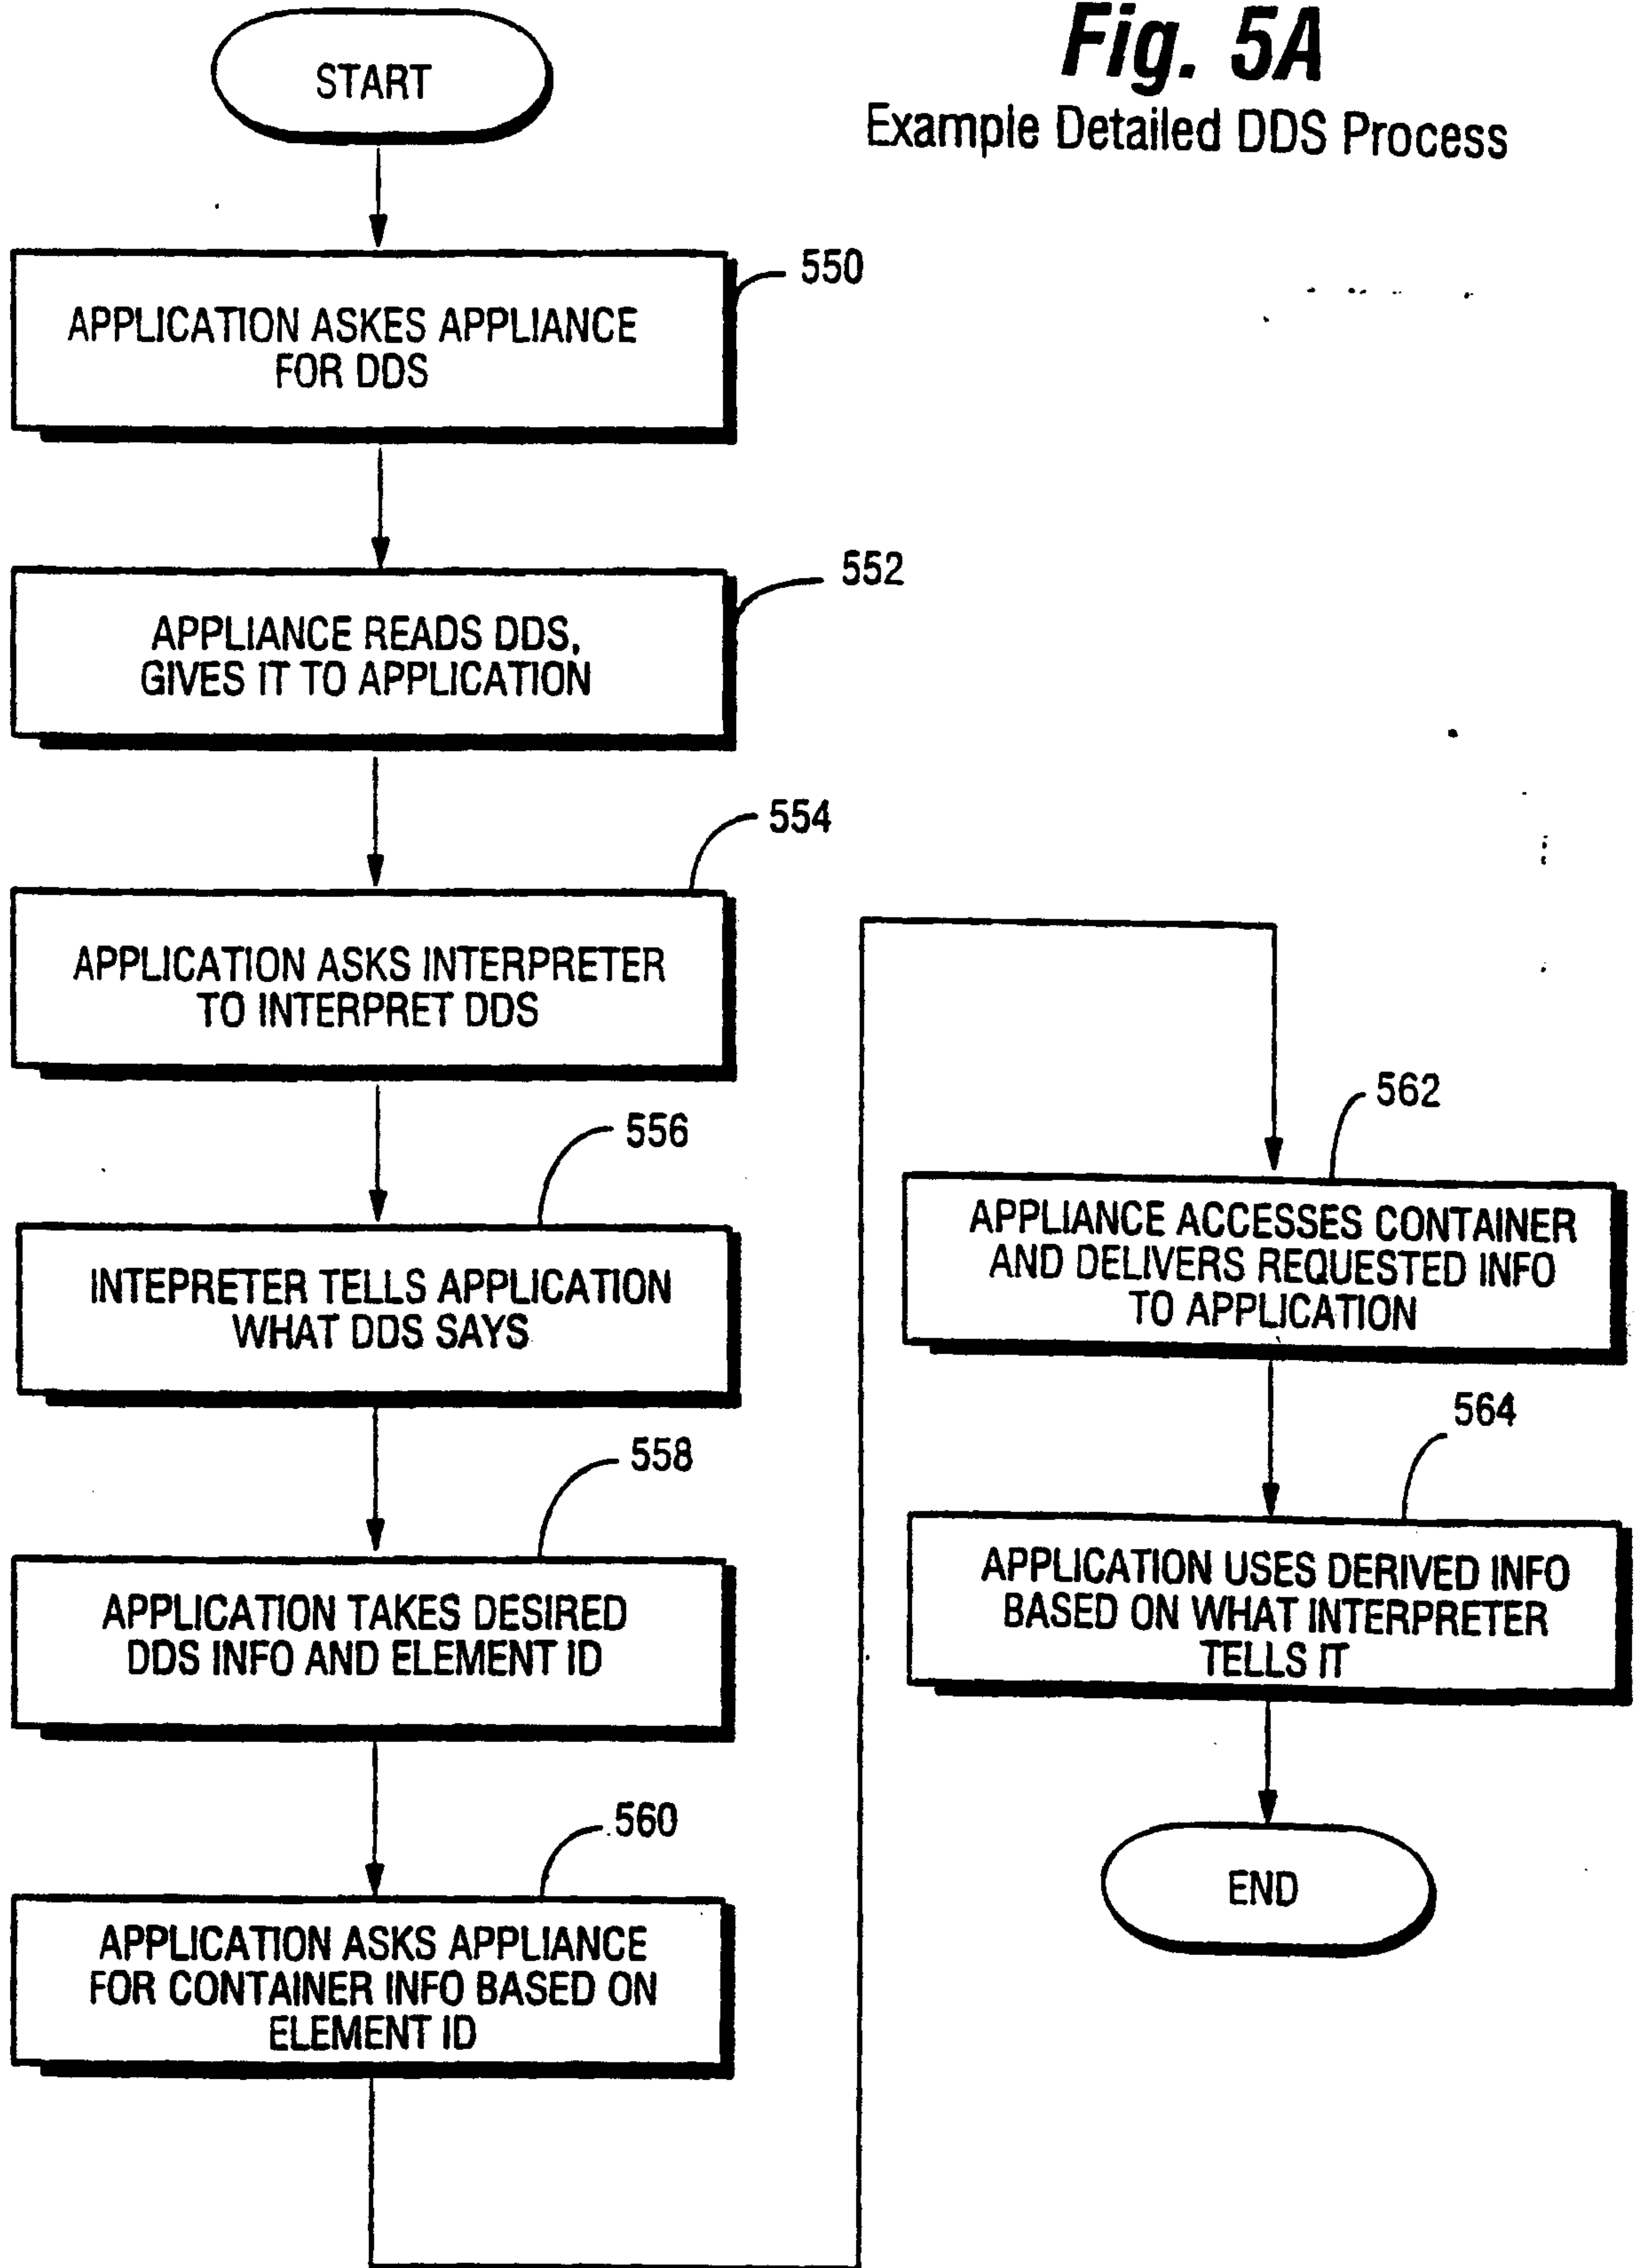 Fig. 5A
Example Detailed DDS Process
START
550
APPLICATION ASKES APPLIANCE
FOR DDS
552
APPLIANCE READS DDS,
GIVES IT TO APPLICATION
554
APPLICATION ASKS INTERPRETER
TO INTERPRET DDS
556
INTEPRETER TELLS APPLICATION
WHAT DDS SAYS
558
APPLICATION TAKES DESIRED
DDS INFO AND ELEMENT ID
560
APPLICATION ASKS APPLIANCE
FOR CONTAINER INFO BASED ON
ELEMENT ID
562
APPLIANCE ACCESSES CONTAINER
AND DELIVERS REQUESTED INFO
TO APPLICATION
564
APPLICATION USES DERIVED INFO
BASED ON WHAT INTERPRETER
TELLS IT
END